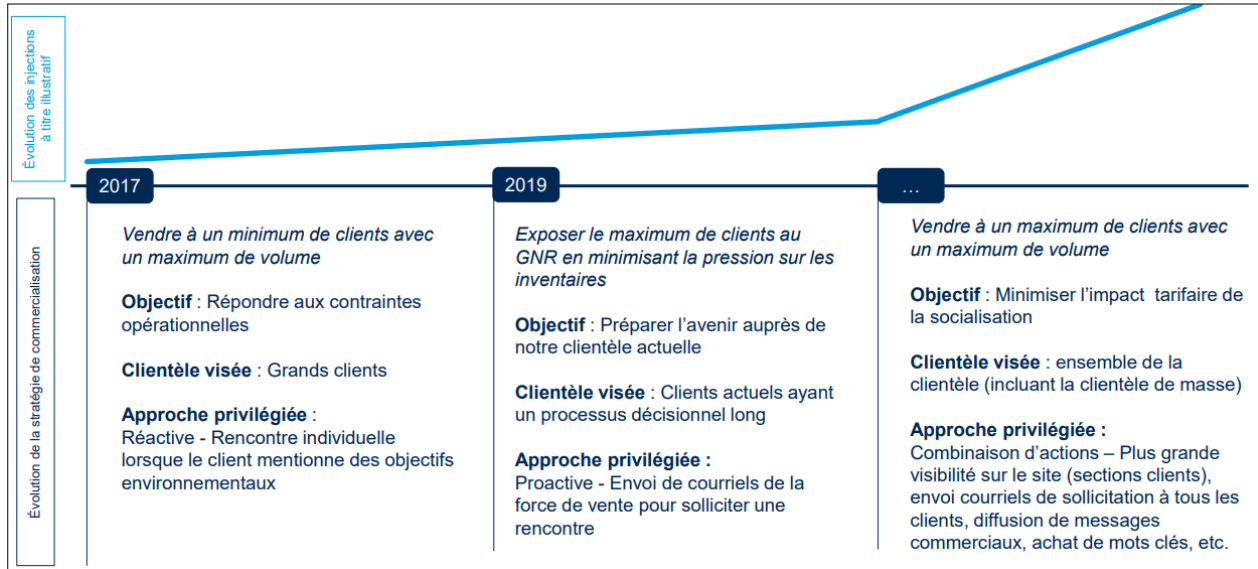 Évolution des injections
à titre illustratif
2017
2019
...
Évolution de la stratégie de commercialisation
Vendre à un minimum de clients avec
un maximum de volume
Objectif : Répondre aux contraintes
opérationnelles
Clientèle visée : Grands clients
Approche privilégiée :
Réactive - Rencontre individuelle
lorsque le client mentionne des objectifs
environnementaux
Exposer le maximum de clients au
GNR en minimisant la pression sur les
inventaires
Objectif : Préparer l'avenir auprès de
notre clientèle actuelle
Clientèle visée : Clients actuels ayant
un processus décisionnel long
Approche privilégiée :
Proactive - Envoi de courriels de la
force de vente pour solliciter une
rencontre
Vendre à un maximum de clients avec
un maximum de volume
Objectif : Minimiser l'impact tarifaire de
la socialisation
Clientèle visée : ensemble de la
clientèle (incluant la clientèle de masse)
Approche privilégiée :
Combinaison d'actions – Plus grande
visibilité sur le site (sections clients),
envoi courriels de sollicitation à tous les
clients, diffusion de messages
commerciaux, achat de mots clés, etc.